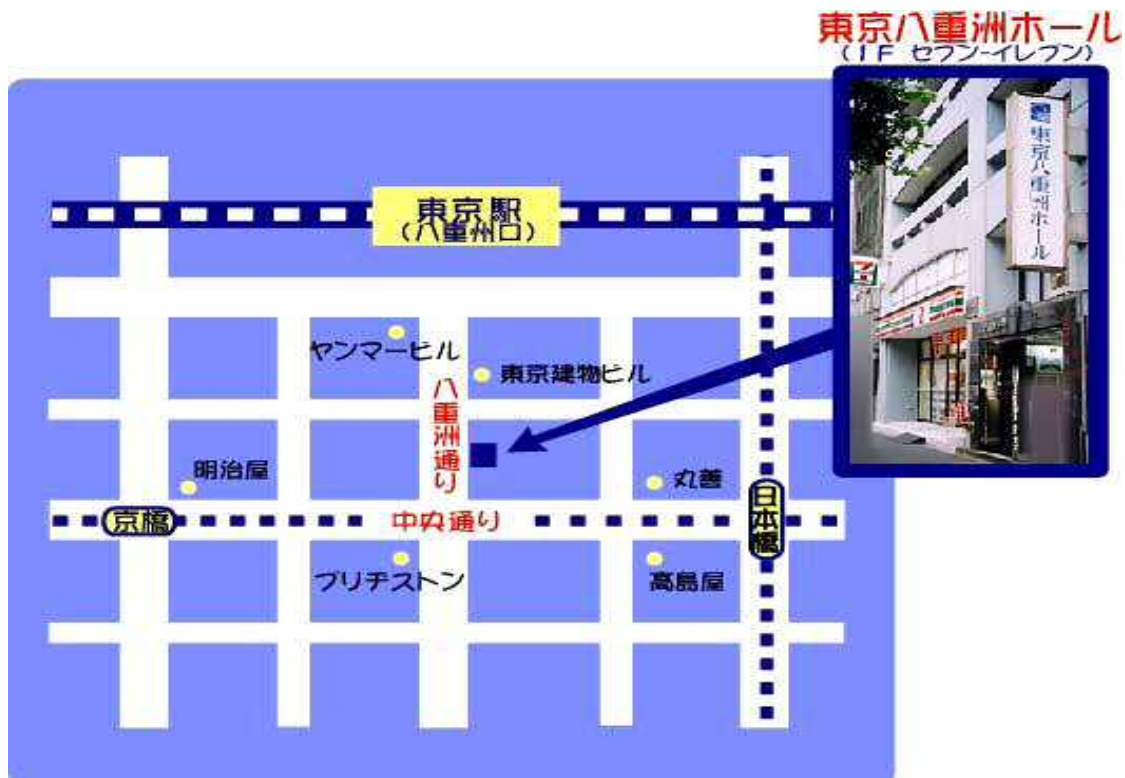 東京八重洲ホール
(1F セブン-イレブン)
東京八重洲ホール
7
東京駅
(八重州口)
ヤンマービル
東京建物ビル
八重洲通り
明治屋
丸善
京橋
中央通り
日本橋
ブリヂストン
高島屋